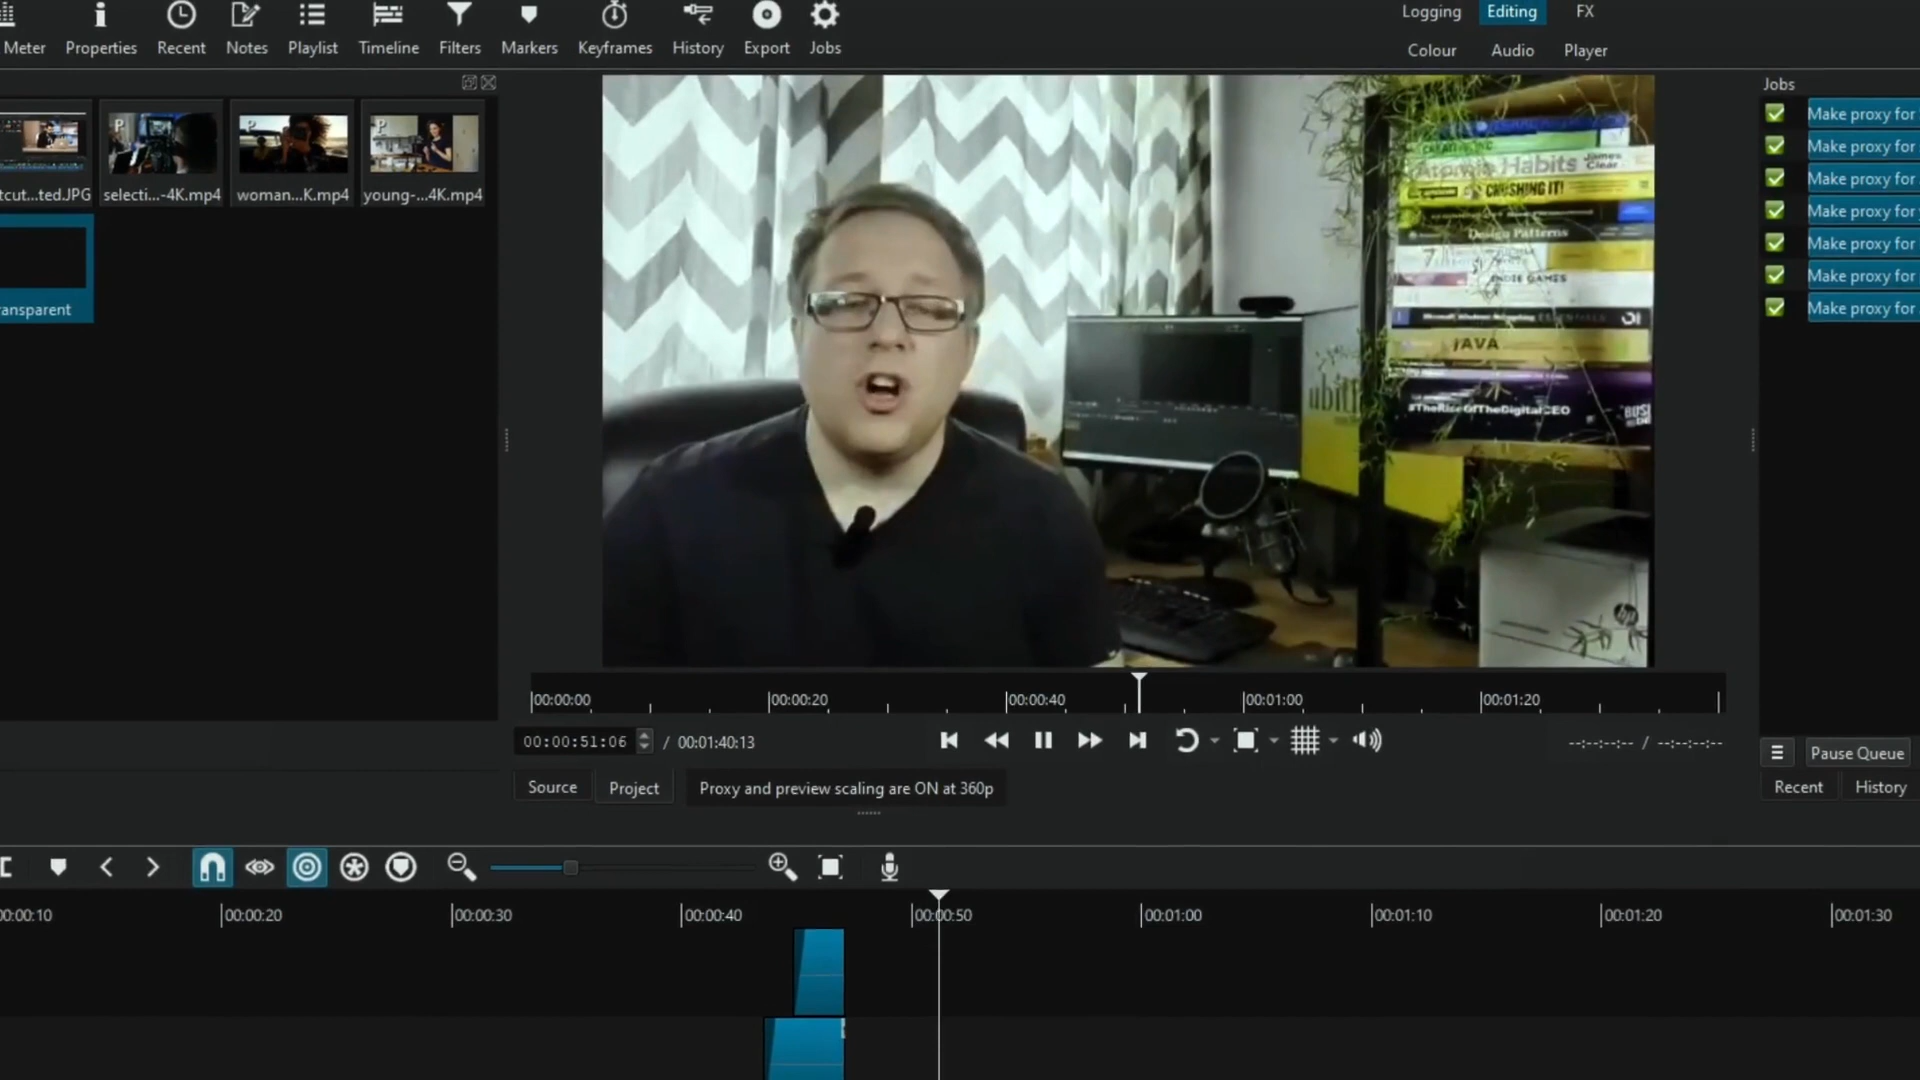 Meter
Properties
Recent
Notes
Playlist
Timeline
Filters
Markers
Keyframes
History
Export
Jobs
Logging
Editing
FX
Colour
Audio
Player
tcut...ted.JPG
selecti...-4K.mp4
woman...K.mp4
young-...4K.mp4
ansparent
P
P
P
Atomic Habits James Clear
CRUSHING IT!
Design Patterns
INDIE GAMES
JAVA
#TheRiseOfTheDigitalCEO
hp
Jobs
Make proxy for
Make proxy for
Make proxy for
Make proxy for
Make proxy for
Make proxy for
Make proxy for
00:00:00
00:00:20
00:00:40
00:01:00
00:01:20
00:00:51:06 / 00:01:40:13
--:--:--:-- / --:--:--:--
Source
Project
Proxy and preview scaling are ON at 360p
Pause Queue
Recent
History
00:00:10
00:00:20
00:00:30
00:00:40
00:00:50
00:01:00
00:01:10
00:01:20
00:01:30